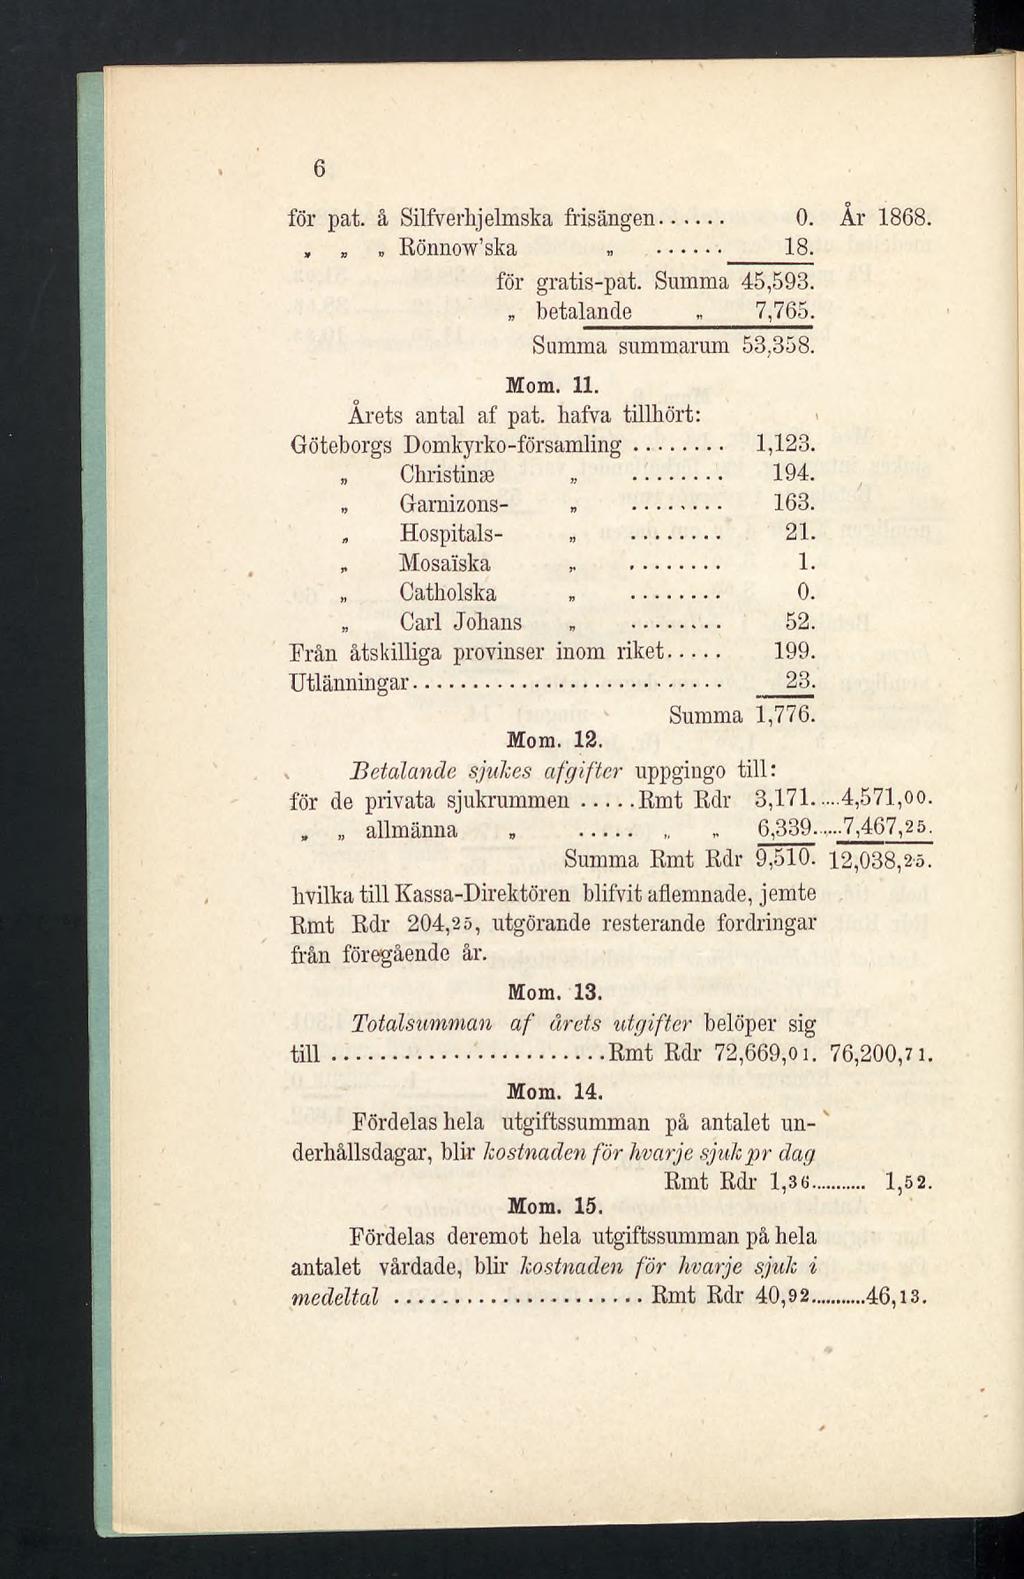 6
för pat. å Silfverhjelmska frisängen...... 0. År 1868.
„ „ „ Rönnow'ska „ ...... 18.
för gratis-pat. Summa 45,593.
„ betalande „ 7,765.
Summa summarum 53,358.
Mom. 11.
Årets antal af pat. hafva tillhört:
Göteborgs Domkyrko-församling ........ 1,123.
„ Christinæ „ ........ 194.
„ Garnizons- „ ........ 163.
„ Hospitals- „ ........ 21.
„ Mosaïska „ ........ 1.
„ Catholska „ ........ 0.
„ Carl Johans „ ........ 52.
Från åtskilliga provinser inom riket..... 199.
Utlänningar.......................... 23.
Summa 1,776.
Mom. 12.
Betalande sjukes afgifter uppgingo till:
för de privata sjukrummen .....Rmt Rdr 3,171.....4,571,00.
„ „ allmänna „ ..... „ „ 6,339.....7,467,25.
Summa Rmt Rdr 9,510. 12,038,25.
hvilka till Kassa-Direktören blifvit aflemnade, jemte
Rmt Rdr 204,25, utgörande resterande fordringar
från föregående år.
Mom. 13.
Totalsumman af årets utgifter belöper sig
till .......................Rmt Rdr 72,669,01. 76,200,71.
Mom. 14.
Fördelas hela utgiftssumman på antalet un-
derhållsdagar, blir kostnaden för hvarje sjuk pr dag
Rmt Rdr 1,36.......... 1,52.
Mom. 15.
Fördelas deremot hela utgiftssumman på hela
antalet vårdade, blir kostnaden för hvarje sjuk i
medeltal ..................... Rmt Rdr 40,92..........46,13.